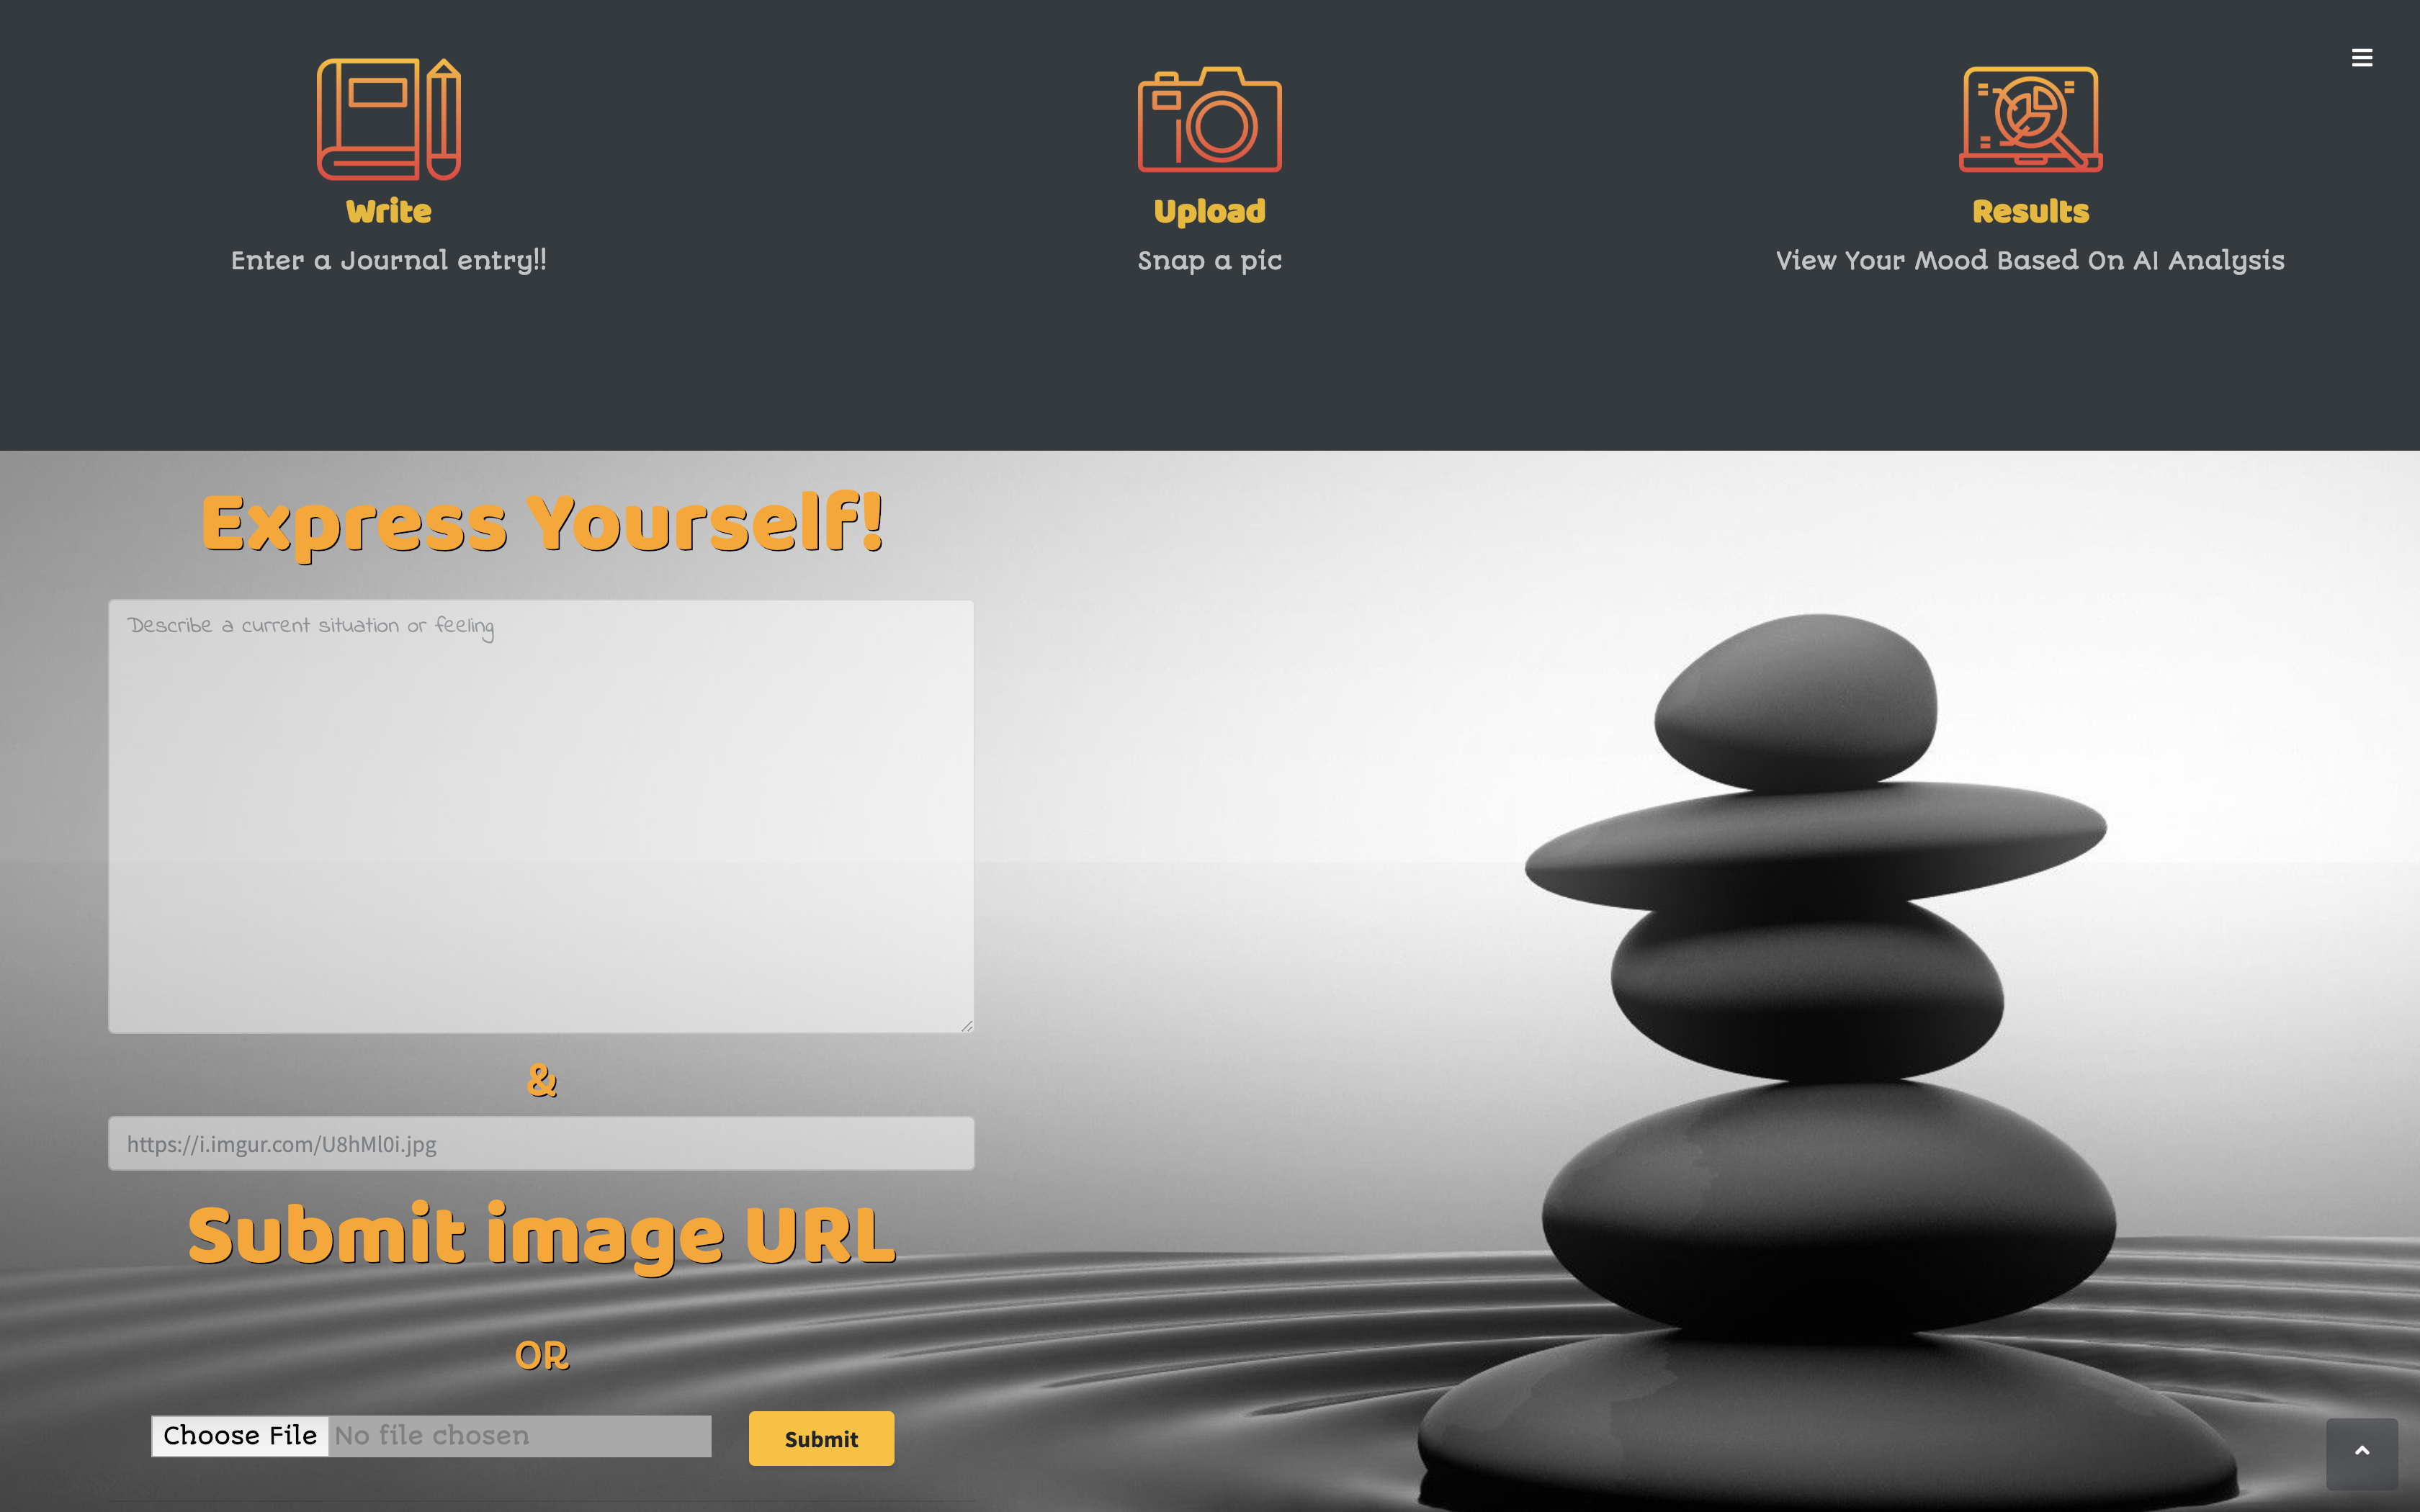 Write
Enter a Journal entry!!
Upload
Snap a pic
Results
View Your Mood Based On AI Analysis
Express Yourself!
Describe a current situation or feeling
&
https://i.imgur.com/U8hMl0i.jpg
Submit image URL
OR
Choose File No file chosen
Submit